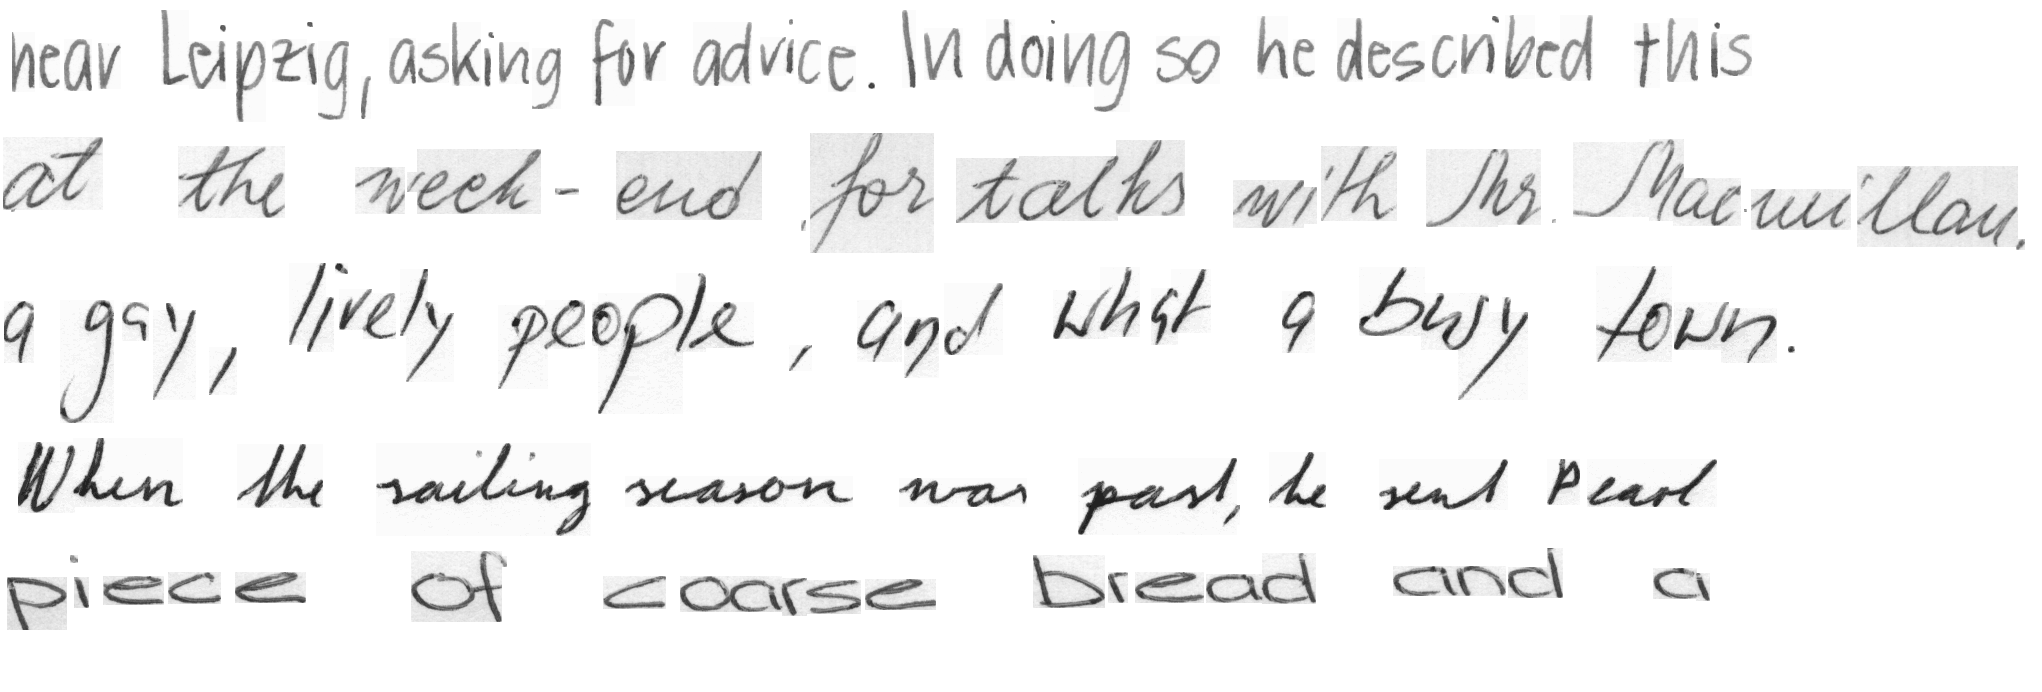 near Leipzig, asking for advice. In doing so he described this
at the week-end for talks with Mr. Macmillan.
a gay, lively people, and what a busy town.
When the sailing season was past, he sent Pearl
piece of coarse bread and a